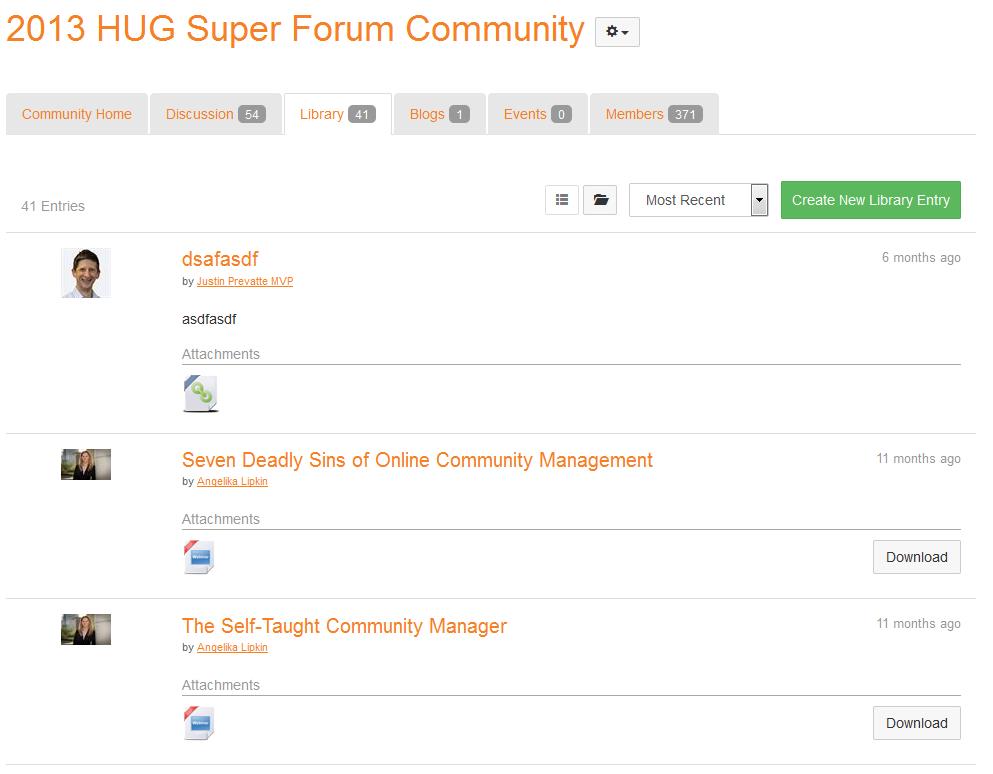 2013 HUG Super Forum Community
Community Home Discussion 54 Library 41 Blogs 1 Events 0 Members 371
41 Entries Most Recent Create New Library Entry
dsafasdf 6 months ago
by Justin Prevatte MVP
asdfasdf
Attachments
Seven Deadly Sins of Online Community Management 11 months ago
by Angelika Lipkin
Attachments
Webinar Download
The Self-Taught Community Manager 11 months ago
by Angelika Lipkin
Attachments
Webinar Download